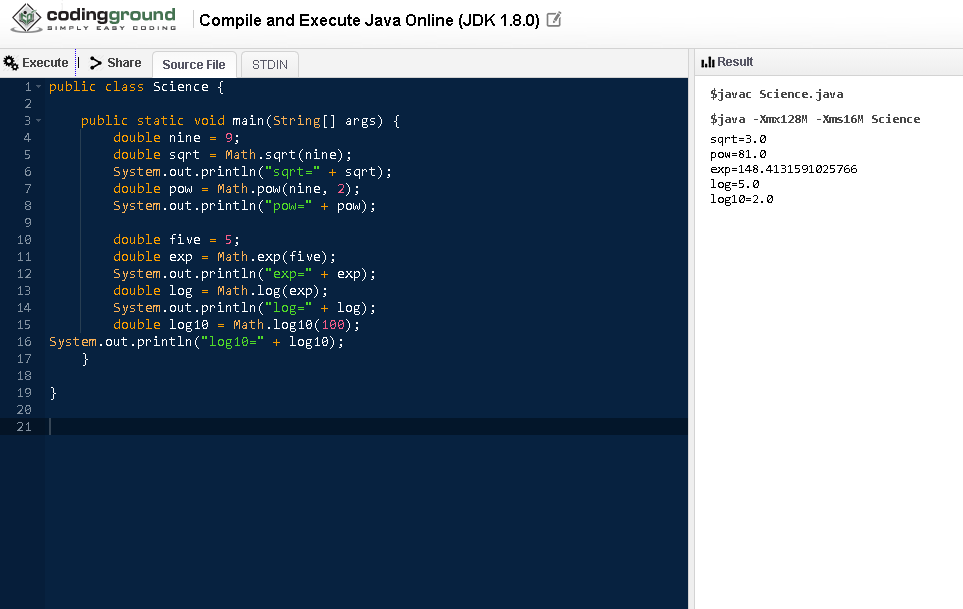 codingground
SIMPLY EASY CODING
Compile and Execute Java Online (JDK 1.8.0)
Execute | Share Source File STDIN
1 public class Science {
2
3     public static void main(String[] args) {
4         double nine = 9;
5         double sqrt = Math.sqrt(nine);
6         System.out.println("sqrt=" + sqrt);
7         double pow = Math.pow(nine, 2);
8         System.out.println("pow=" + pow);
9
10         double five = 5;
11         double exp = Math.exp(five);
12         System.out.println("exp=" + exp);
13         double log = Math.log(exp);
14         System.out.println("log=" + log);
15         double log10 = Math.log10(100);
16 System.out.println("log10=" + log10);
17     }
18
19 }
20
21
Result
$javac Science.java
$java -Xmx128M -Xms16M Science
sqrt=3.0
pow=81.0
exp=148.4131591025766
log=5.0
log10=2.0